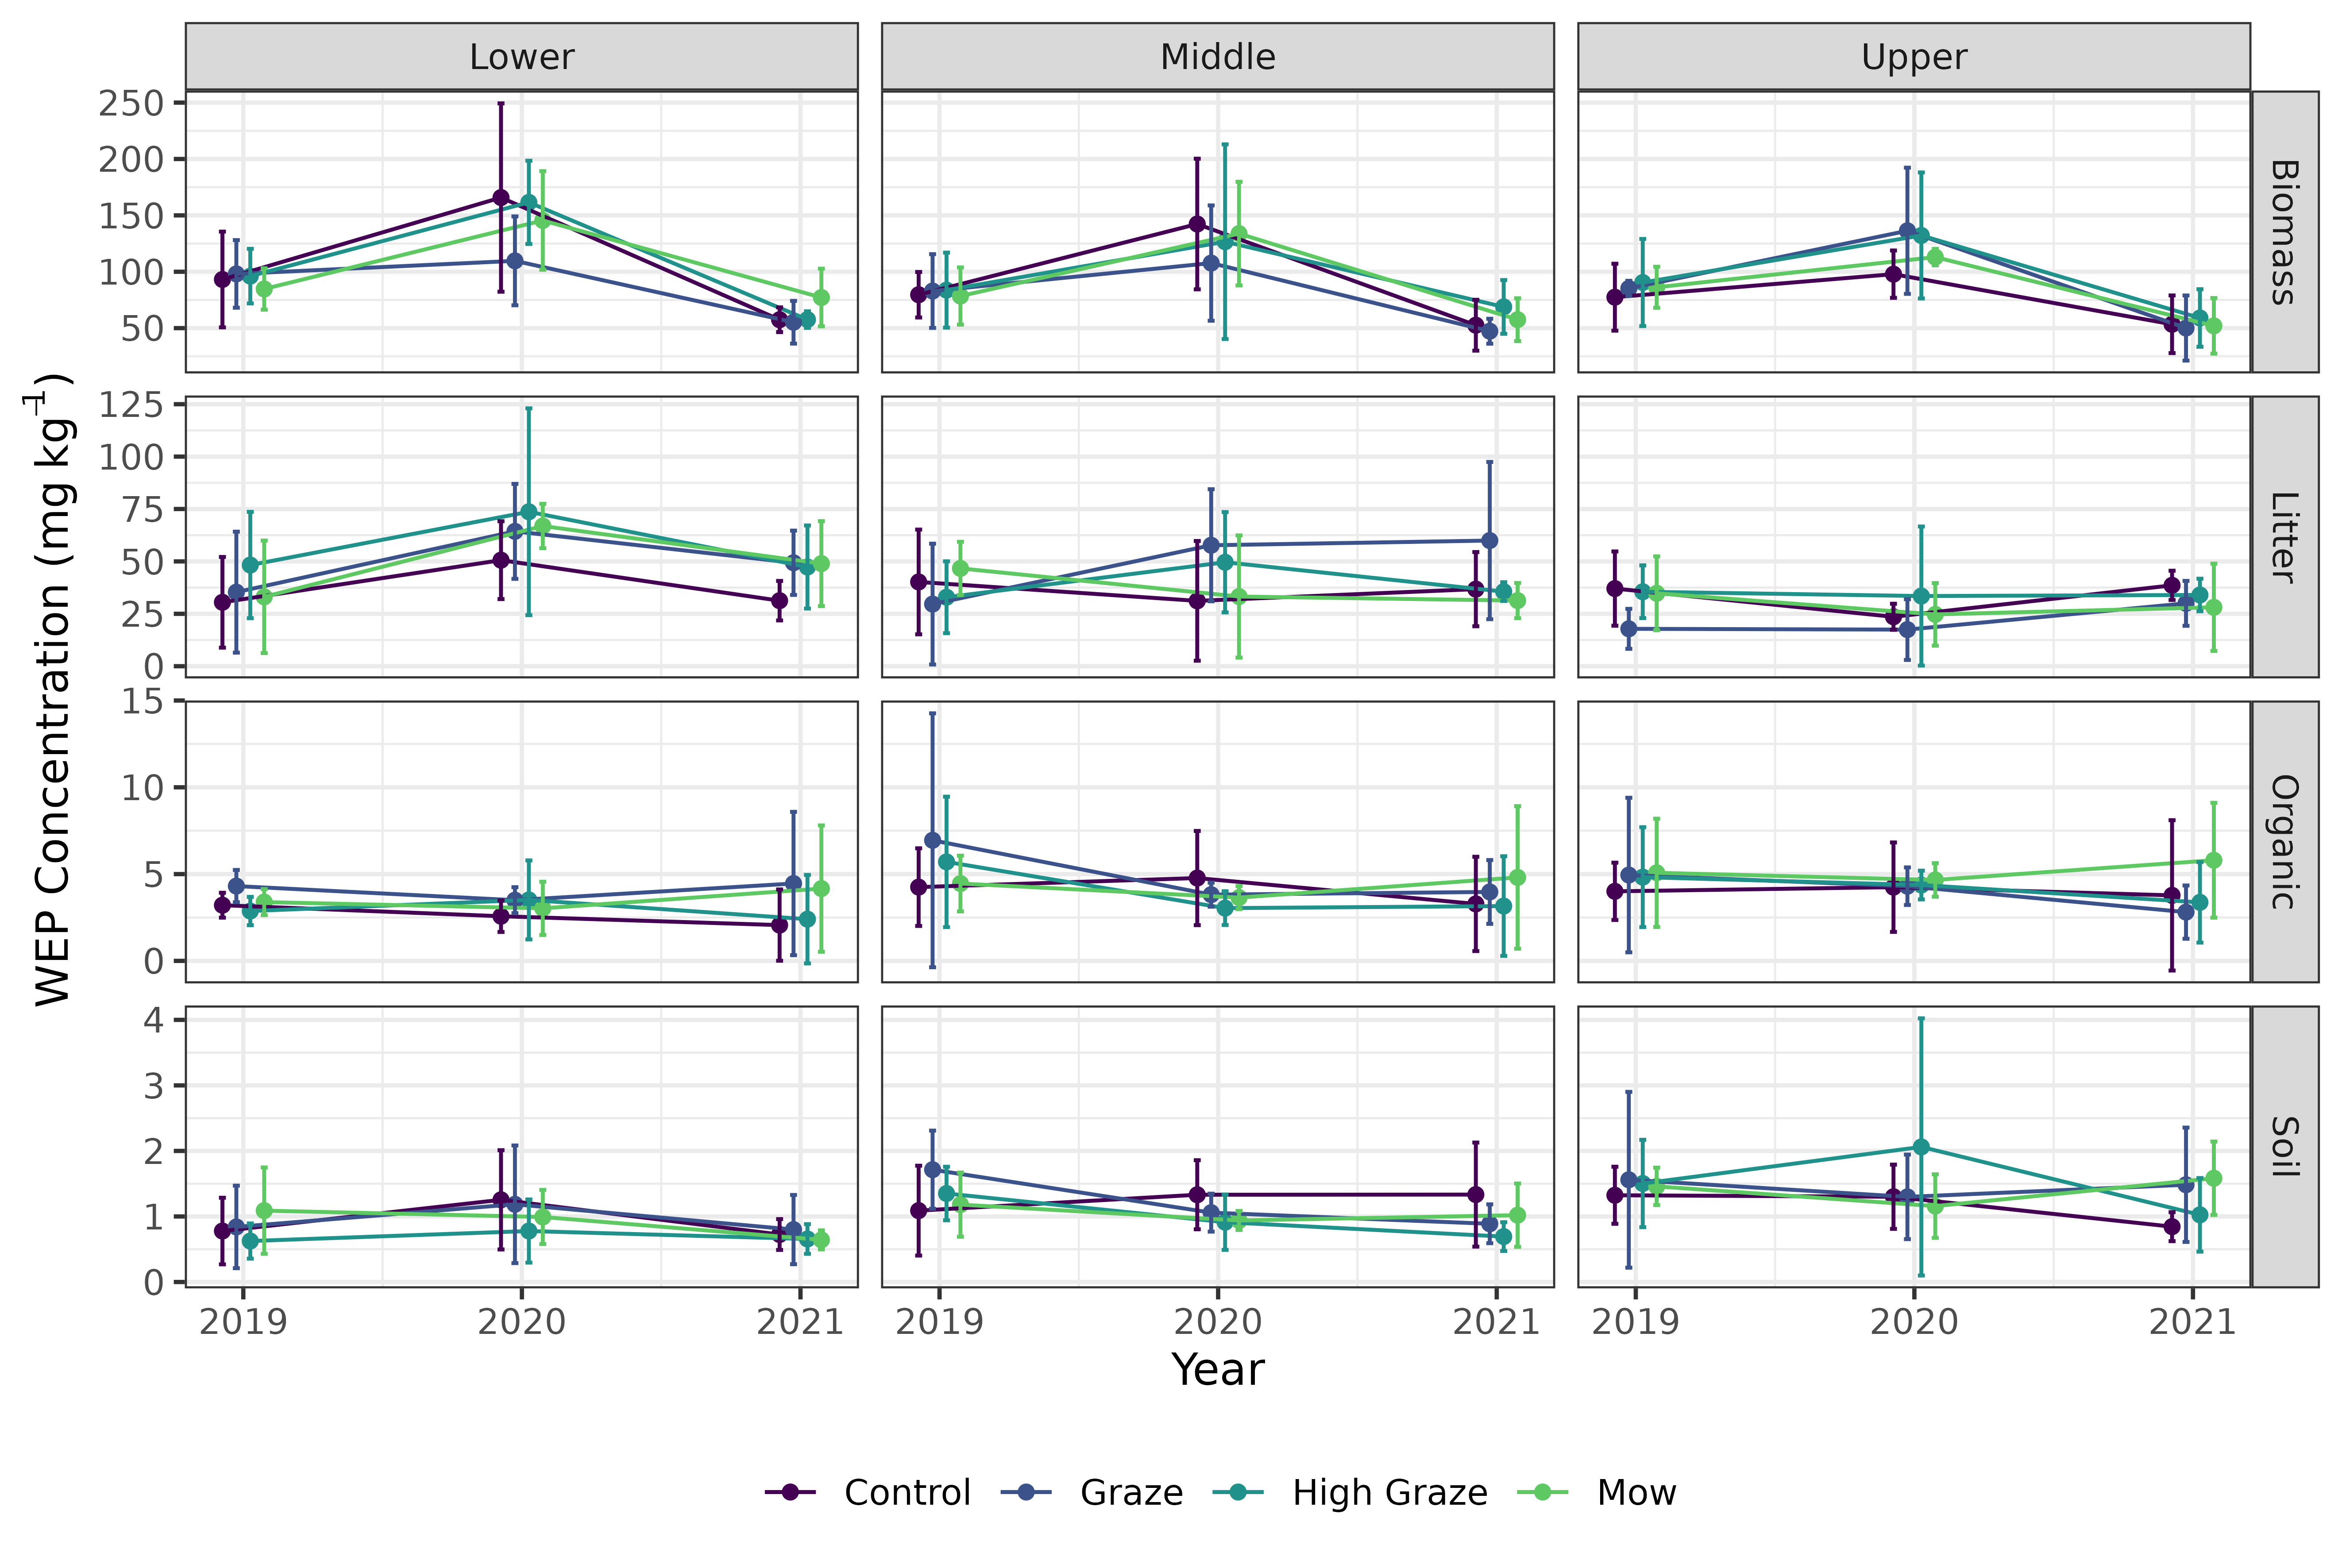 Lower Middle Upper
250
200
150
100
50
Biomass
125
100
75
50
25
0
Litter
15
10
5
0
Organic
4
3
2
1
0
Soil
WEP Concentration (mg kg⁻¹)
2019 2020 2021 2019 2020 2021 2019 2020 2021
Year
Control Graze High Graze Mow